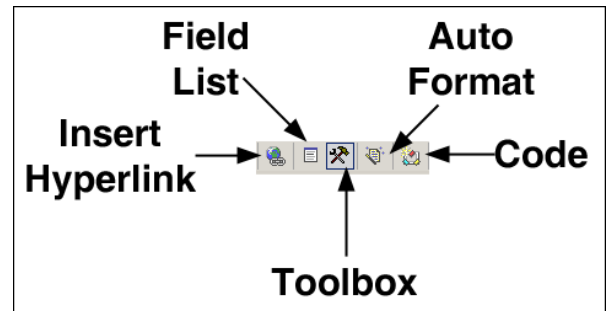 Field
List
Auto
Format
Insert
Hyperlink
Code
Toolbox